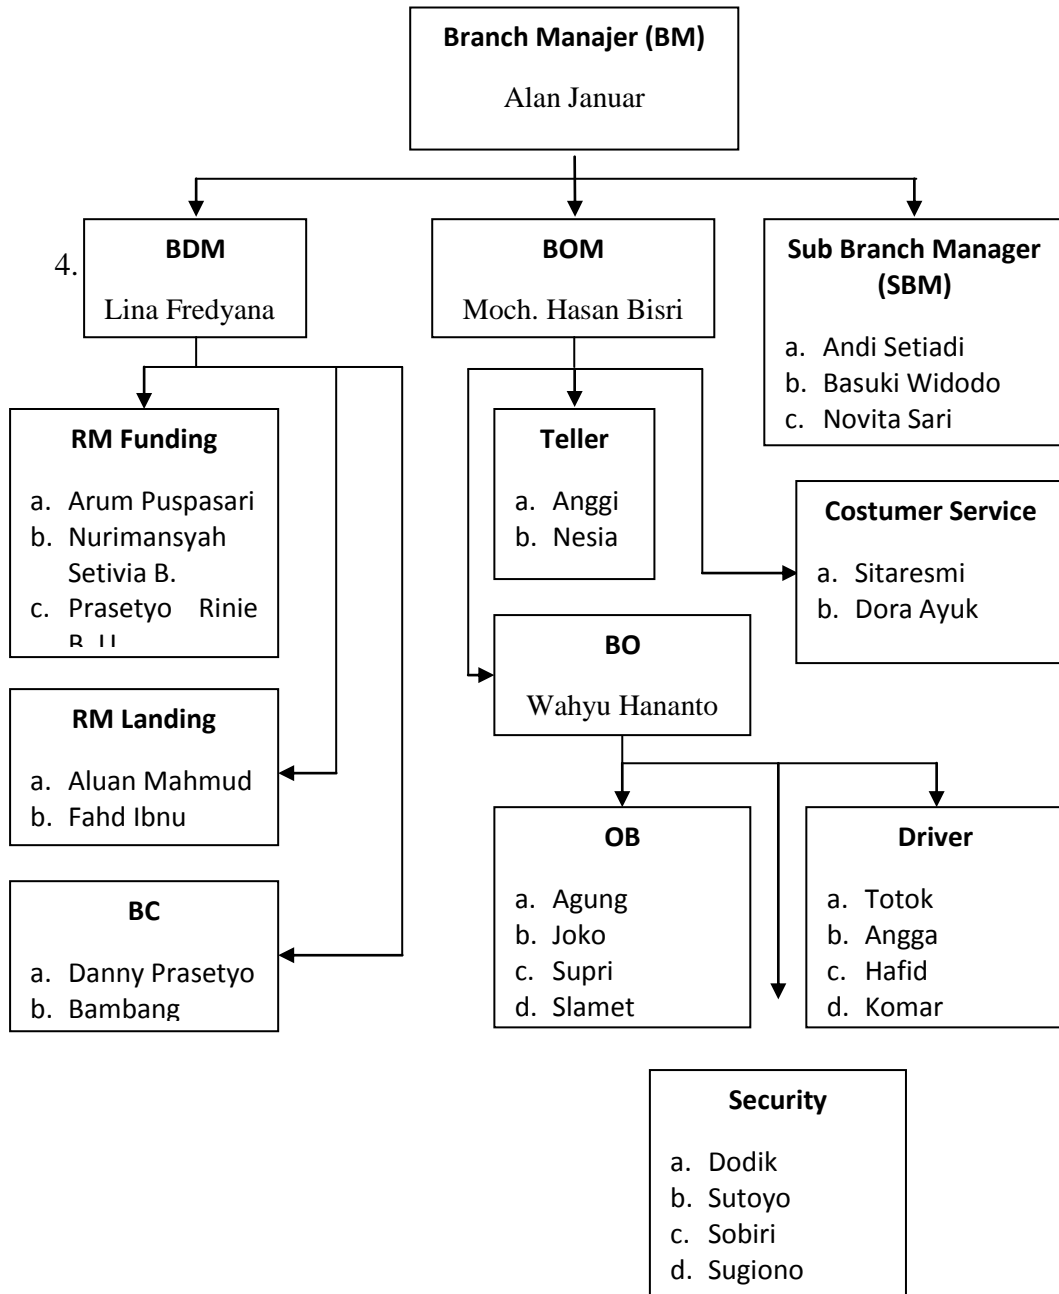 Branch Manajer (BM)
Alan Januar
4.
BDM
Lina Fredyana
BOM
Moch. Hasan Bisri
Sub Branch Manager
(SBM)
a. Andi Setiadi
b. Basuki Widodo
c. Novita Sari
RM Funding
a. Arum Puspasari
b. Nurimansyah
Setivia B.
c. Prasetyo Rinie
Teller
a. Anggi
b. Nesia
Costumer Service
a. Sitaresmi
b. Dora Ayuk
BO
Wahyu Hananto
RM Landing
a. Aluan Mahmud
b. Fahd Ibnu
OB
a. Agung
b. Joko
c. Supri
d. Slamet
Driver
a. Totok
b. Angga
c. Hafid
d. Komar
BC
a. Danny Prasetyo
b. Bambang
Security
a. Dodik
b. Sutoyo
c. Sobiri
d. Sugiono